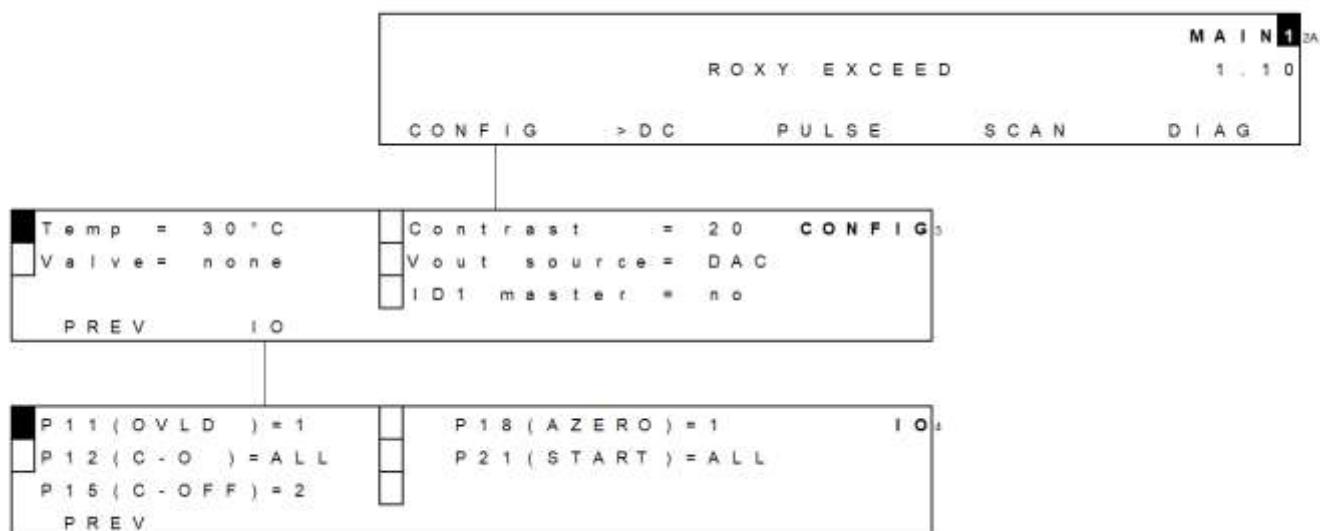 MAIN1 2A
ROXY EXCEED 1.10
CONFIG >DC PULSE SCAN DIAG
Temp = 30°C Contrast = 20 CONFIG 3
Valve= none Vout source= DAC
ID1 master = no
PREV IO
P11(OVLD )=1 P18(AZERO)=1 IO 4
P12(C-O )=ALL P21(START)=ALL
P15(C-OFF)=2
PREV